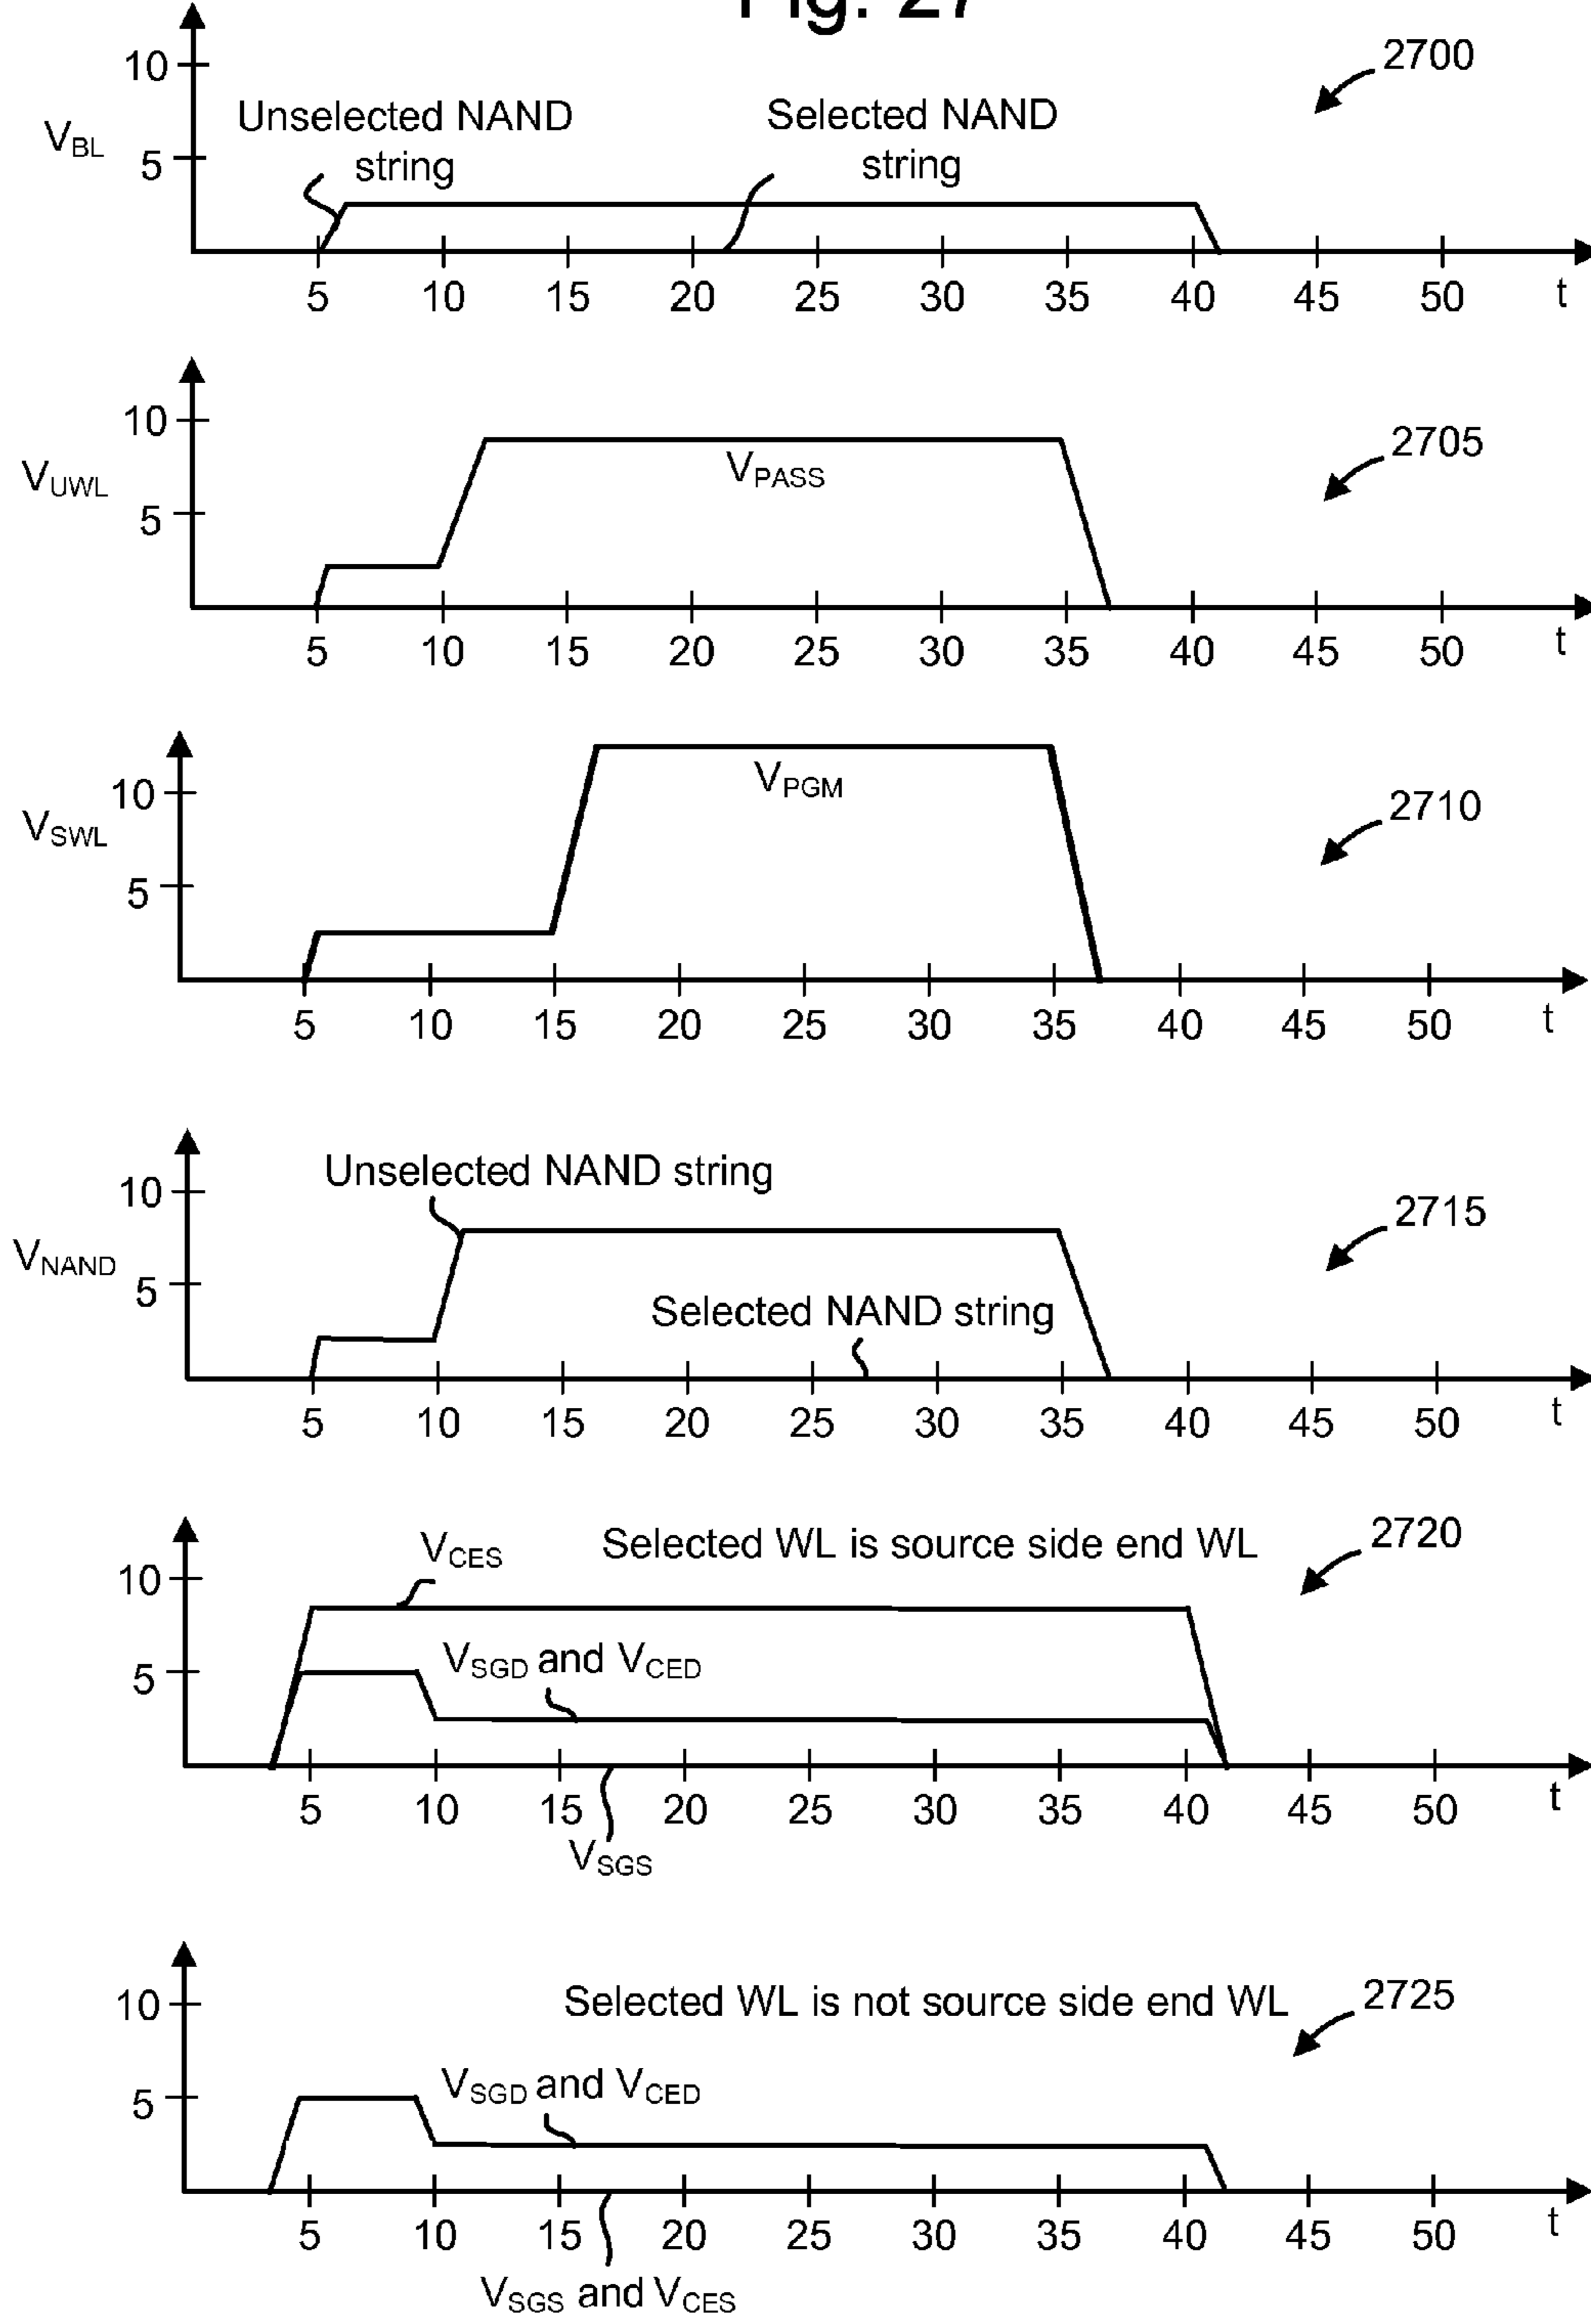 Fig. 27
10
2700
Unselected NAND
string
Selected NAND
string
VBL
5
5 10 15 20 25 30 35 40 45 50 t
10
2705
VUWL
VPASS
5
5 10 15 20 25 30 35 40 45 50 t
10
VPGM
2710
VSWL
5
5 10 15 20 25 30 35 40 45 50 t
Unselected NAND string
10
2715
VNAND
5
Selected NAND string
5 10 15 20 25 30 35 40 45 50 t
VCES
Selected WL is source side end WL
2720
10
VSGD and VCED
5
5 10 15 20 25 30 35 40 45 50 t
VSGS
10
Selected WL is not source side end WL
2725
VSGD and VCED
5
5 10 15 20 25 30 35 40 45 50 t
VSGS and VCES